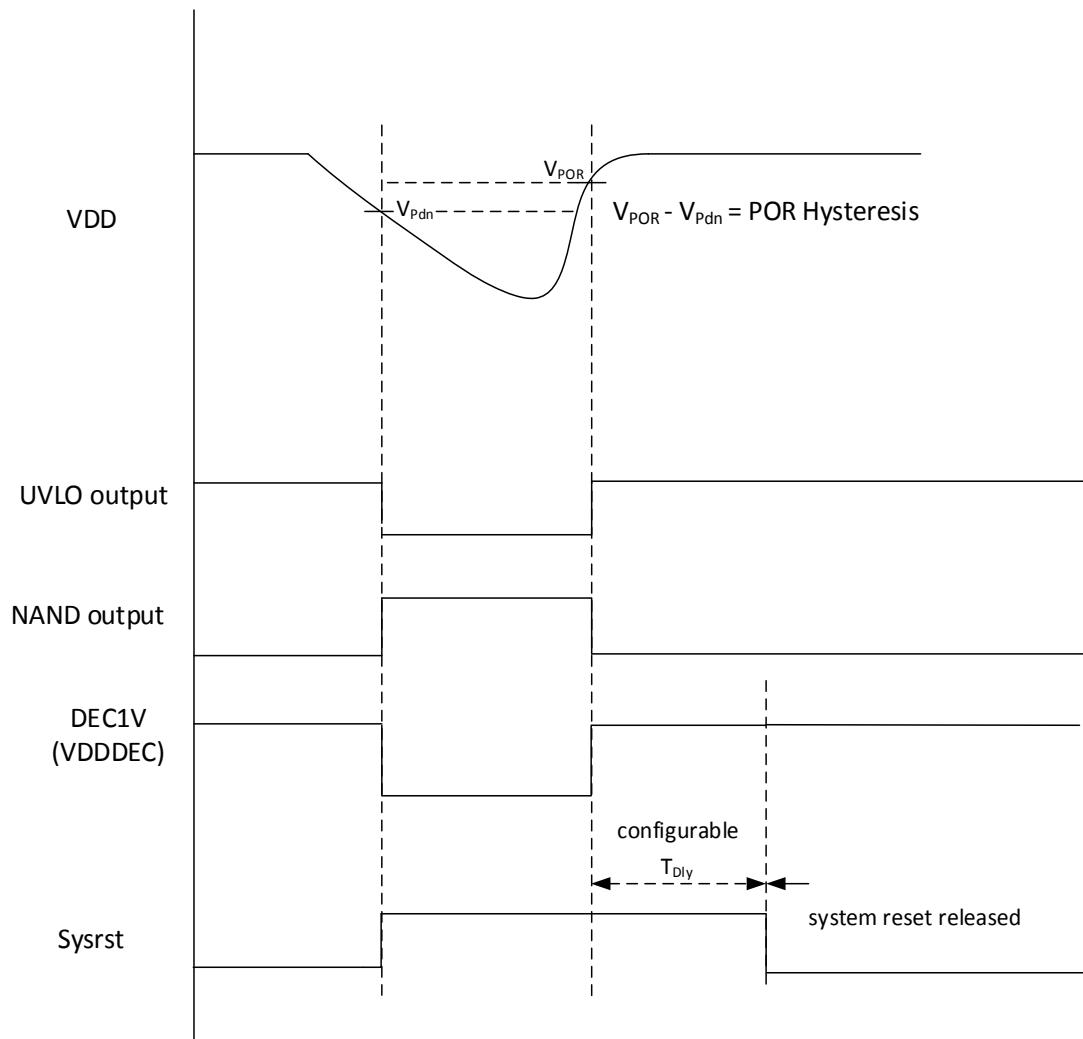 VDD
VPOR
VPdn
VPOR - VPdn = POR Hysteresis
UVLO output
NAND output
DEC1V
(VDDDEC)
configurable
TDly
system reset released
Sysrst